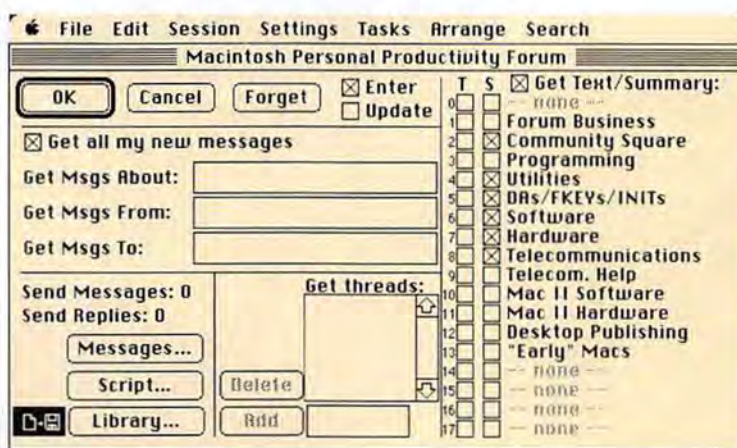 File Edit Session Settings Tasks Arrange Search
Macintosh Personal Productivity Forum
OK Cancel Forget Enter
Update
Get all my new messages
Get Msgs About:
Get Msgs From:
Get Msgs To:
Send Messages: 0
Send Replies: 0
Messages...
Script...
Library...
Get threads:
Delete
Add
T S Get Text/Summary:
0 -- none --
1 Forum Business
2 Community Square
3 Programming
4 Utilities
5 DAs/FKEYs/INITs
6 Software
7 Hardware
8 Telecommunications
9 Telecom. Help
10 Mac II Software
11 Mac II Hardware
12 Desktop Publishing
13 "Early" Macs
14 -- none --
15 -- none --
16 -- none --
17 -- none --